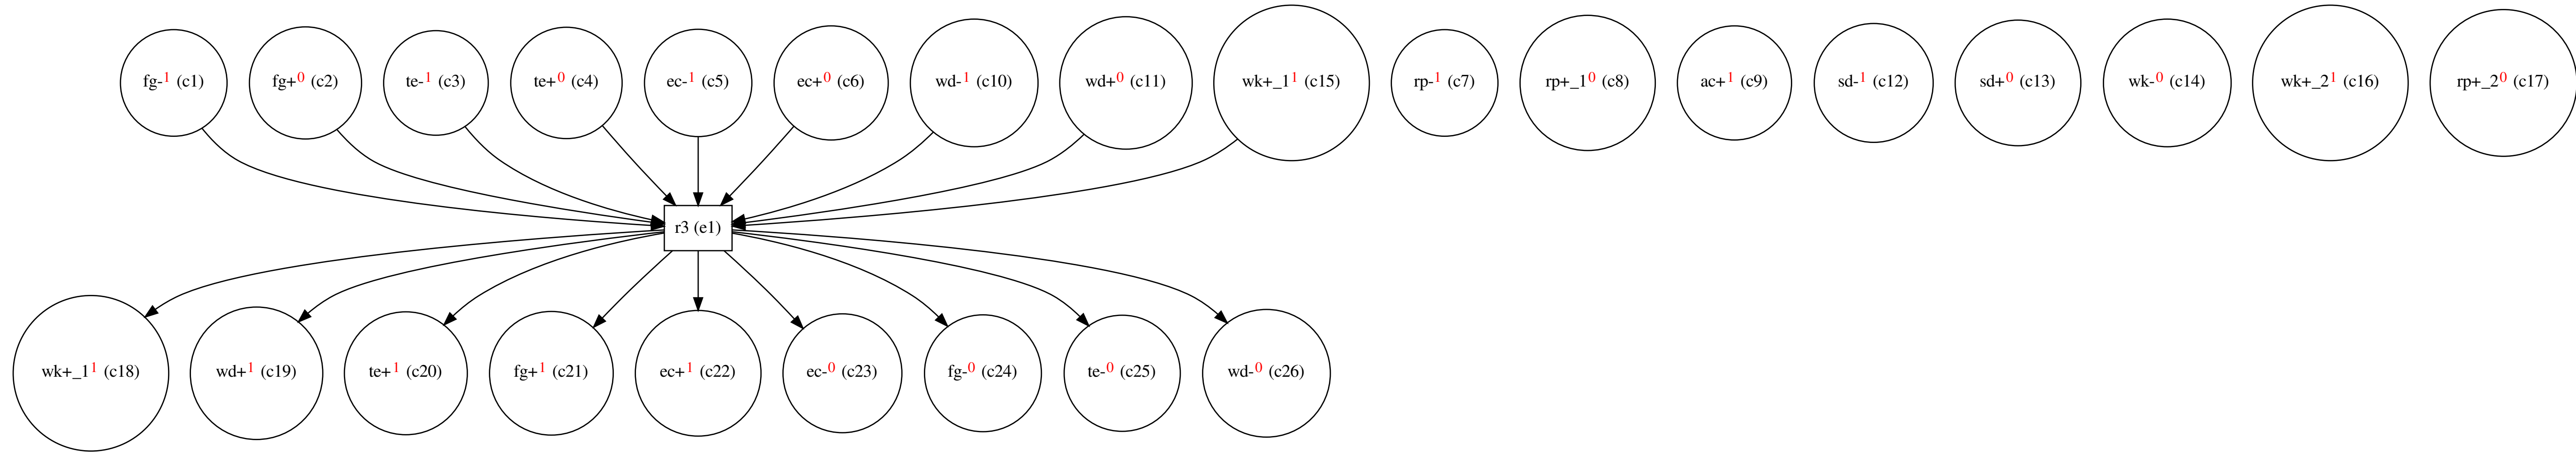 fg-1 (c1)
fg+0 (c2)
te-1 (c3)
te+0 (c4)
ec-1 (c5)
ec+0 (c6)
wd-1 (c10)
wd+0 (c11)
wk+_11 (c15)
rp-1 (c7)
rp+_10 (c8)
ac+1 (c9)
sd-1 (c12)
sd+0 (c13)
wk-0 (c14)
wk+_21 (c16)
rp+_20 (c17)
r3 (e1)
wk+_11 (c18)
wd+1 (c19)
te+1 (c20)
fg+1 (c21)
ec+1 (c22)
ec-0 (c23)
fg-0 (c24)
te-0 (c25)
wd-0 (c26)